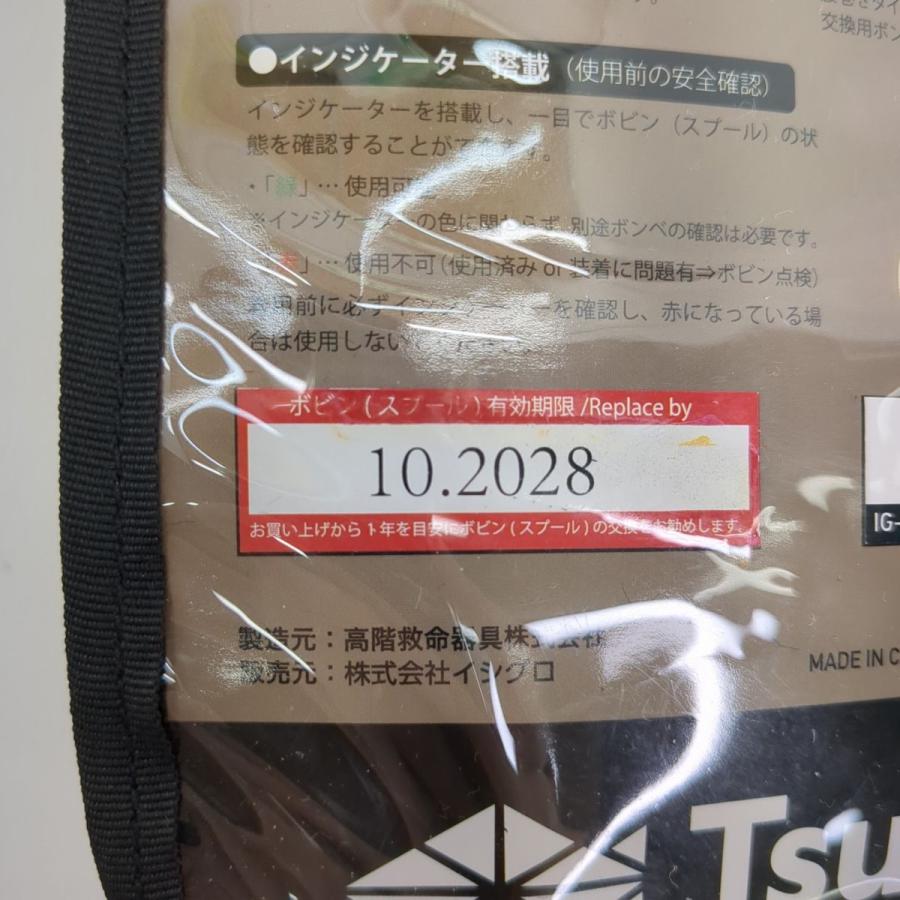 交換用ボン
●インジケーター搭載（使用前の安全確認）
インジケーターを搭載し、一目でボビン（スプール）の状
態を確認することが
・「緑」… 使用可
※インジケーターの色に関わらず、別途ボンベの確認は必要です。
」… 使用不可（使用済み or 装着に問題有⇒ボビン点検）
用前に必ず を確認し、赤になっている場
合は使用しない
ボビン(スプール)有効期限/Replace by
10.2028
お買い上げから1年を目安にボビン(スプール)の交換をお勧めします。
IG-
製造元：高階救命器具株式会社
販売元：株式会社イシグロ
MADE IN C
Tsu